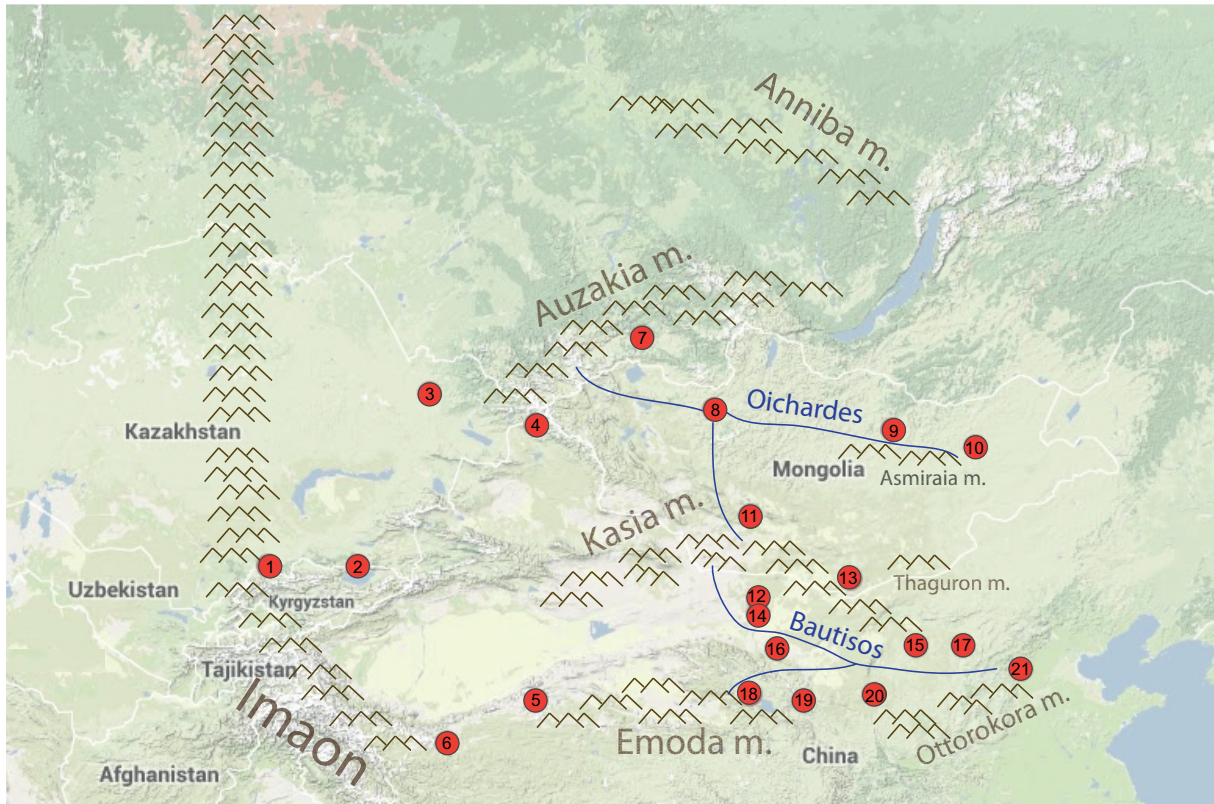 Anniba m.
Auzakia m.
7
3
8
Oichardes
4
9
Kazakhstan
10
Mongolia
Asmiraia m.
Kasia m.
11
1
2
13
Thaguron m.
Uzbekistan
Kyrgyzstan
12
14
Bautisos
15
17
16
Tajikistan
21
Imaon
5
18
19
20
Ottorokora m.
6
Emoda m.
China
Afghanistan